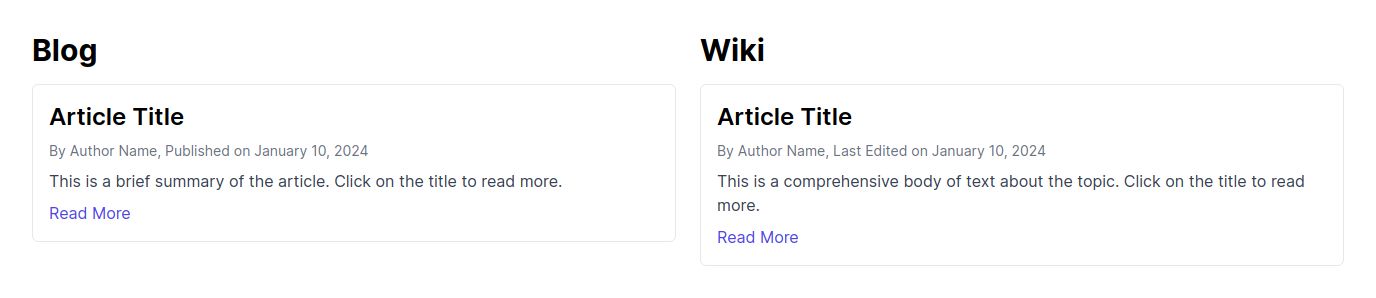 Blog
Article Title
By Author Name, Published on January 10, 2024
This is a brief summary of the article. Click on the title to read more.
Read More
Wiki
Article Title
By Author Name, Last Edited on January 10, 2024
This is a comprehensive body of text about the topic. Click on the title to read
more.
Read More